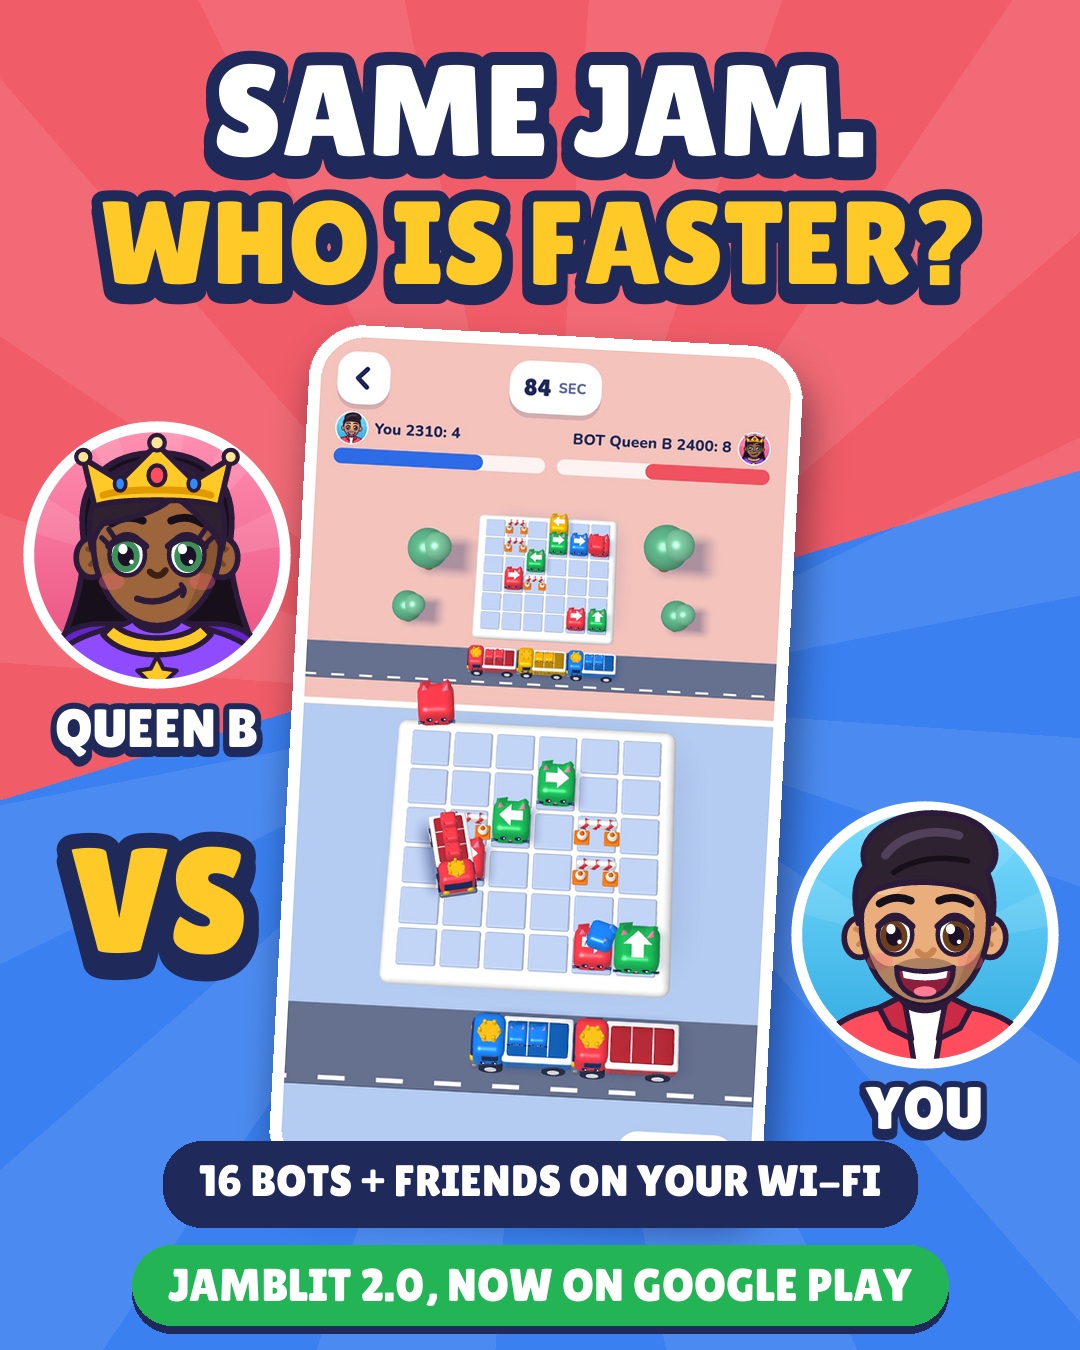 SAME JAM.
WHO IS FASTER?
84 SEC
You 2310: 4
BOT Queen B 2400: 8
QUEEN B
VS
YOU
16 BOTS + FRIENDS ON YOUR WI-FI
JAMBLIT 2.0, NOW ON GOOGLE PLAY